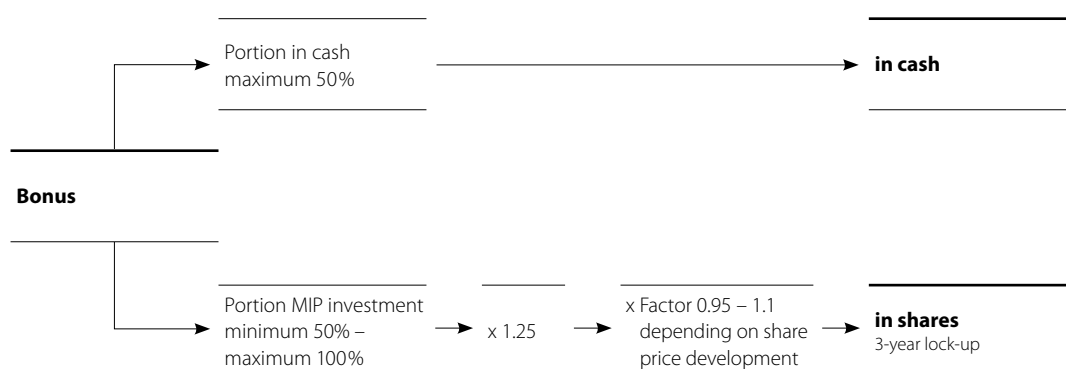 Portion in cash
maximum 50%
in cash
Bonus
Portion MIP investment
minimum 50% –
maximum 100%
x 1.25
x Factor 0.95 – 1.1
depending on share
price development
in shares
3-year lock-up